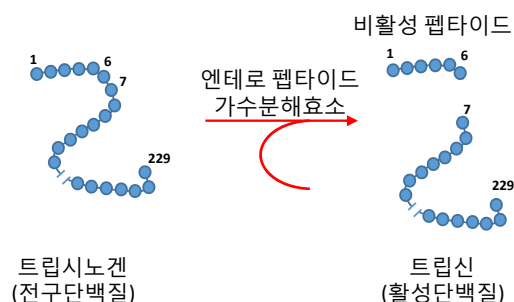 비활성 펩타이드
1
6
7
229
엔테로 펩타이드
가수분해효소
1
6
7
229
트립시노겐
(전구단백질)
트립신
(활성단백질)